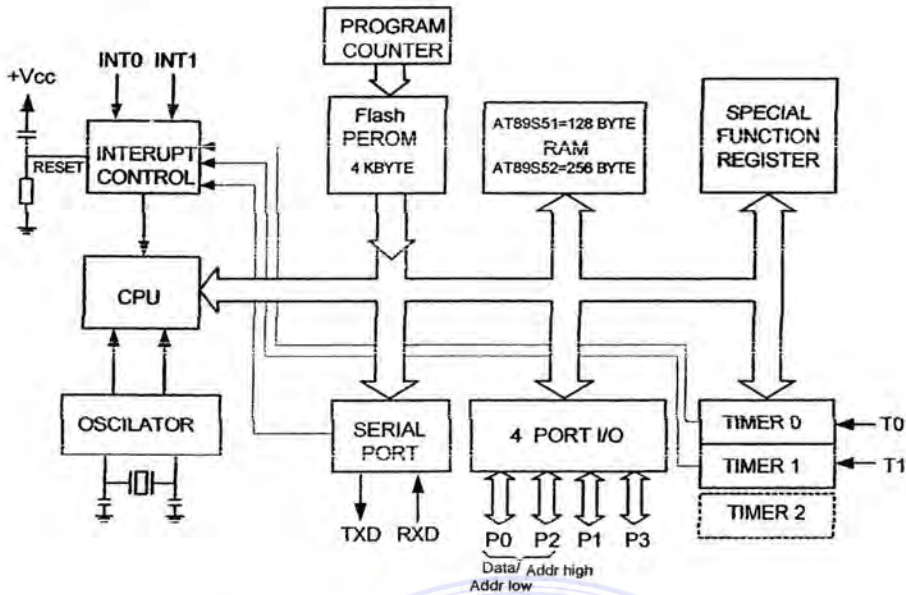 PROGRAM
COUNTER
INT0 INT1
+Vcc
Flash
PEROM
4 KBYTE
AT89S51=128 BYTE
RAM
AT89S52=256 BYTE
SPECIAL
FUNCTION
REGISTER
RESET
INTERUPT
CONTROL
CPU
OSCILATOR
SERIAL
PORT
4 PORT I/O
TIMER 0
T0
TIMER 1
T1
TIMER 2
TXD RXD
P0 P2 P1 P3
Data/ Addr high
Addr low